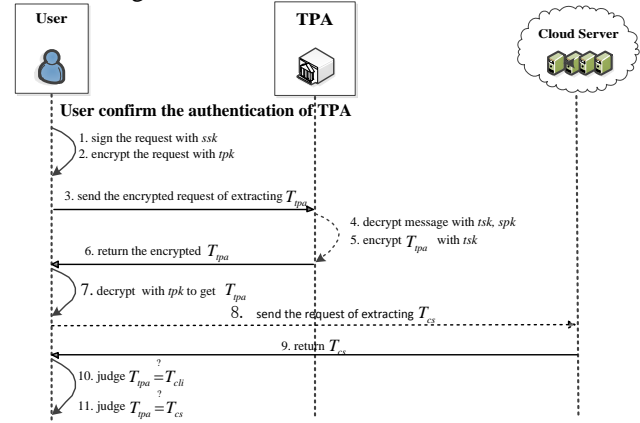 User
TPA
Cloud Server
User confirm the authentication of TPA
1. sign the request with ssk
2. encrypt the request with tpk
3. send the encrypted request of extracting T_tpa
4. decrypt message with tsk, spk
5. encrypt T_tpa with tsk
6. return the encrypted T_tpa
7. decrypt with tpk to get T_tpa
8. send the request of extracting T_cs
9. return T_cs
10. judge T_tpa =? T_cli
11. judge T_tpa =? T_cs